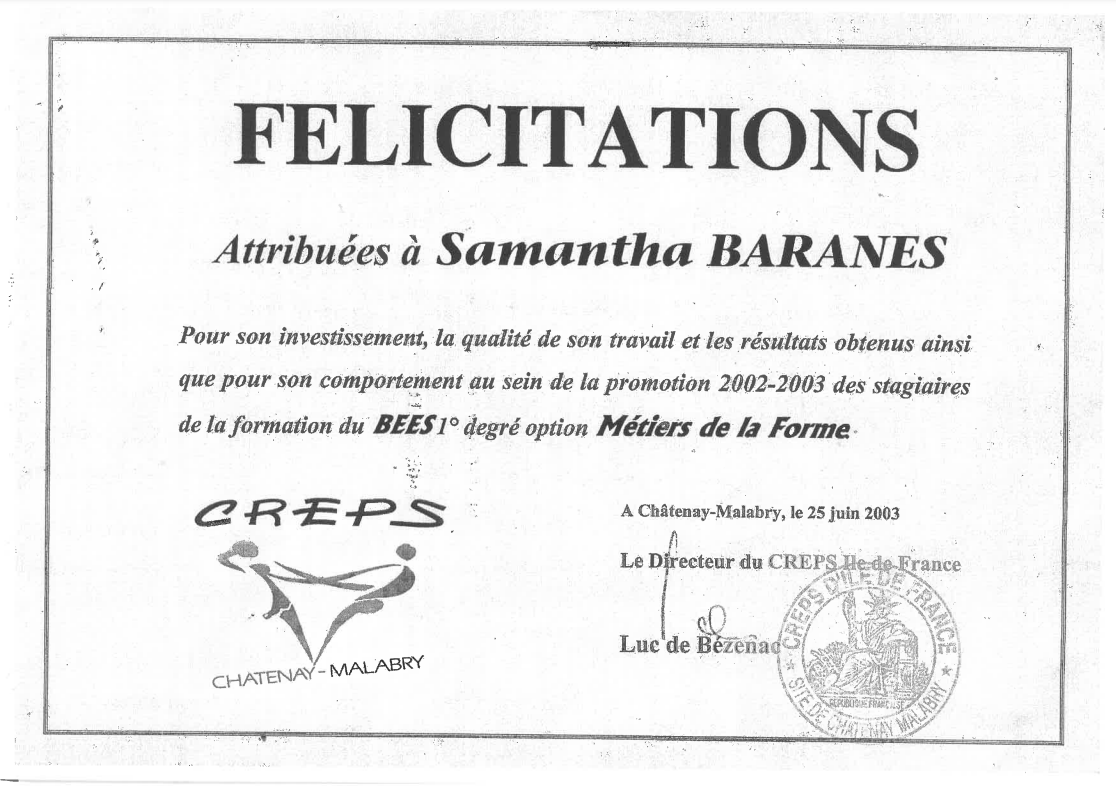 FELICITATIONS
Attribuées à Samantha BARANES
Pour son investissement, la qualité de son travail et les résultats obtenus ainsi
que pour son comportement au sein de la promotion 2002-2003 des stagiaires
de la formation du BEES 1° degré option Métiers de la Forme
CREPS
CHATENAY - MALABRY
A Châtenay-Malabry, le 25 juin 2003
Le Directeur du CREPS Ile de France
Luc de Bézenac
CREPS D'ILE DE FRANCE
REPUBLIQUE FRANCAISE
* SITE DE CHATENAY MALABRY *